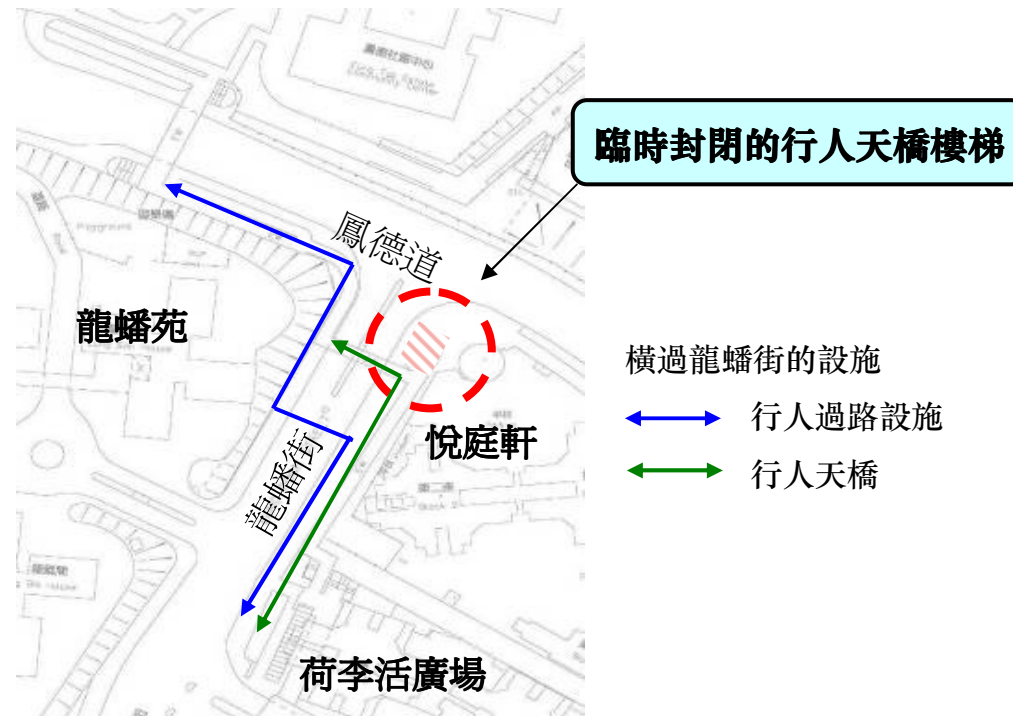 臨時封閉的行人天橋樓梯
鳳德道
龍蟠苑
悅庭軒
龍蟠街
荷李活廣場
橫過龍蟠街的設施
行人過路設施
行人天橋
Playground